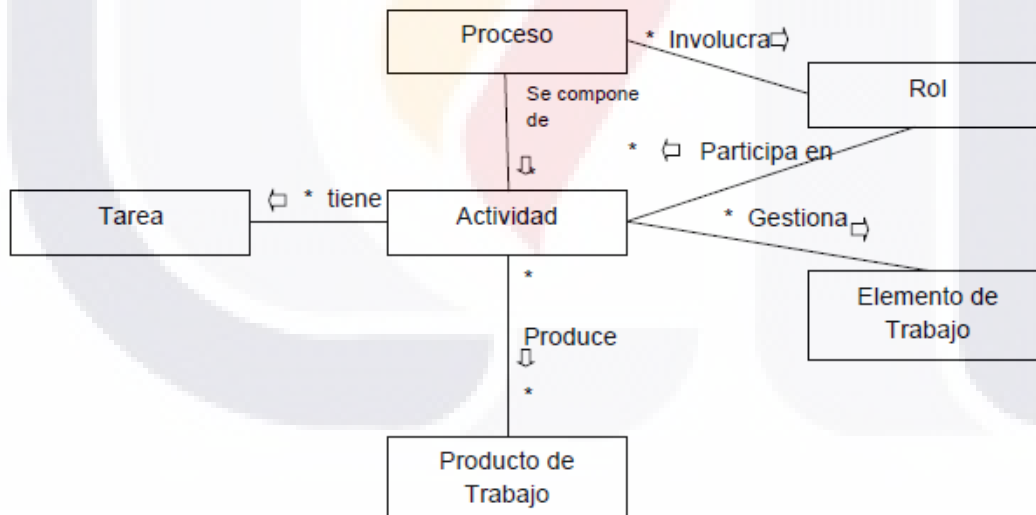 Proceso
* Involucra
Rol
Se compone
de
* Participa en
Tarea
* tiene
Actividad
* Gestiona
*
Elemento de
Trabajo
Produce
*
Producto de
Trabajo